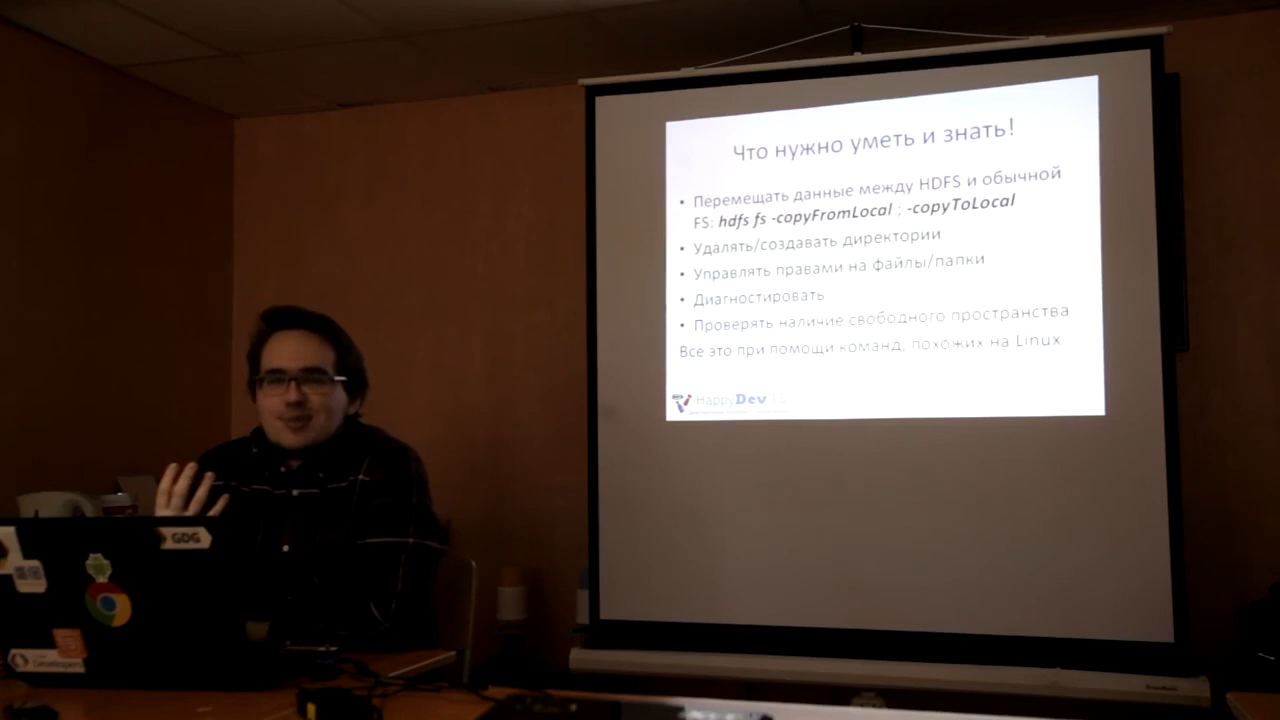 Что нужно уметь и знать!
• Перемещать данные между HDFS и обычной
FS: hdfs fs -copyFromLocal ; -copyToLocal
• Удалять/создавать директории
• Управлять правами на файлы/папки
• Диагностировать
• Проверять наличие свободного пространства
Все это при помощи команд, похожих на Linux
HappyDev
GDG
Developers